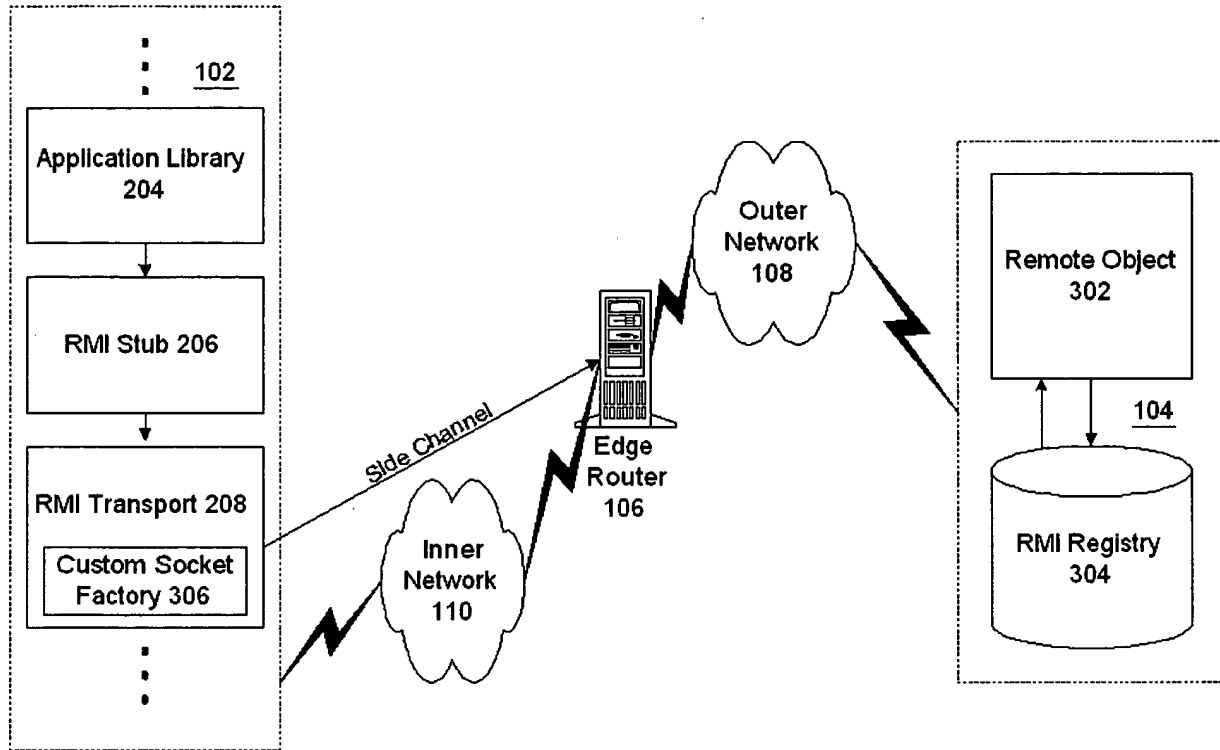 102
Application Library
204
RMI Stub 206
RMI Transport 208
Custom Socket
Factory 306
Side Channel
Inner
Network
110
Edge
Router
106
Outer
Network
108
Remote Object
302
104
RMI Registry
304